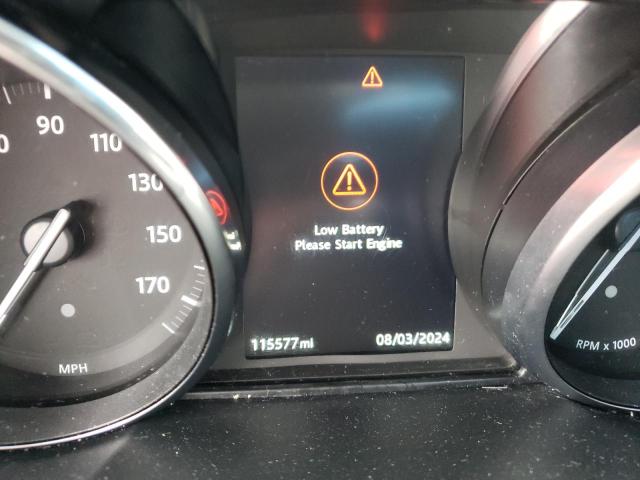 90
110
130
150
170
MPH
Low Battery
Please Start Engine
115577mi
08/03/2024
RPM x 1000